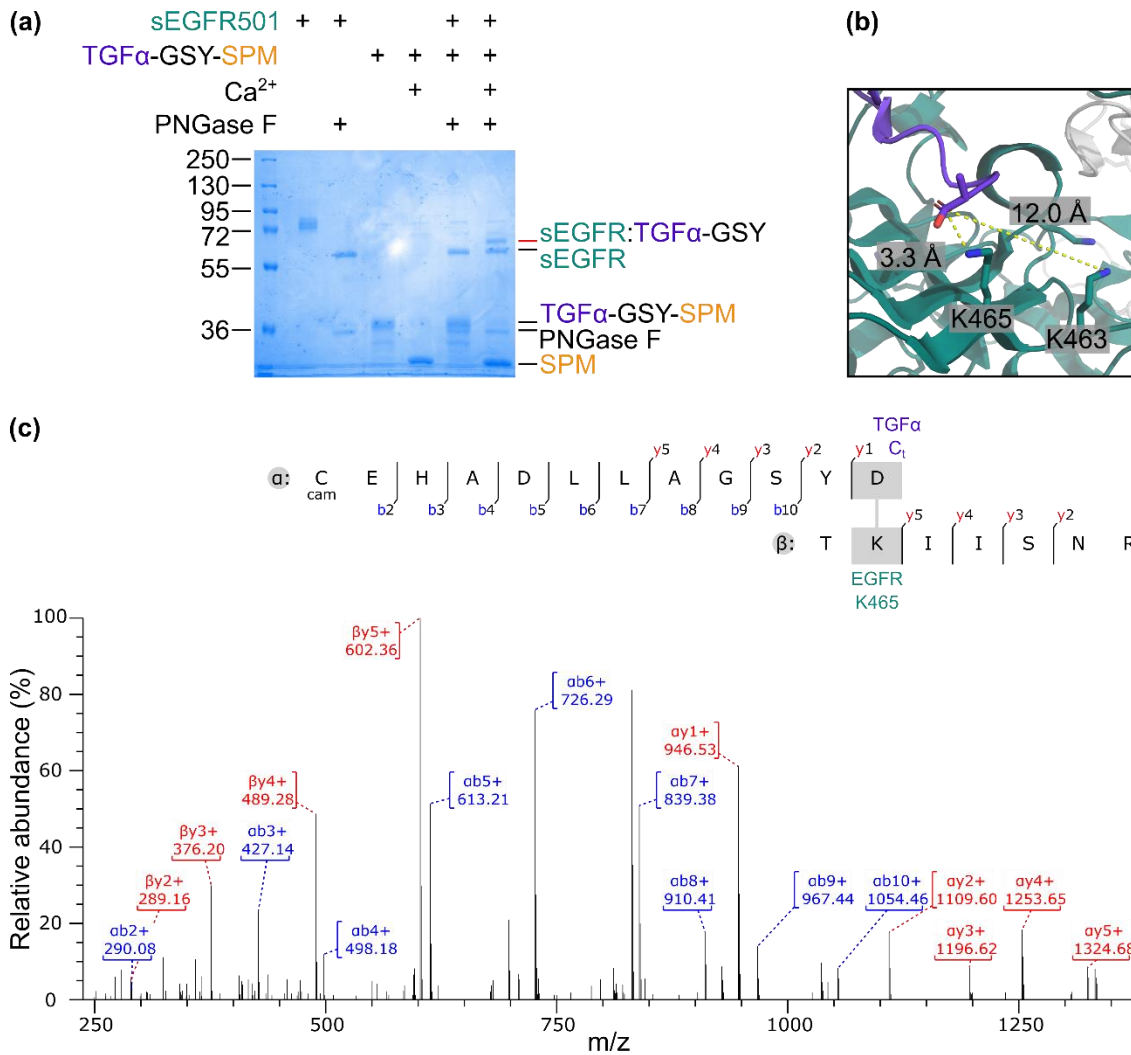 (a)
sEGFR501 + + + +
TGFα-GSY-SPM + + + +
Ca²⁺ + +
PNGase F + + +
250
130
95
72
55
36
sEGFR:TGFα-GSY
sEGFR
TGFα-GSY-SPM
PNGase F
SPM
(b)
12.0 Å
3.3 Å
K465
K463
(c)
TGFα
Cₜ
y5 y4 y3 y2 y1
α: C E H A D L L A G S Y D
cam
b2 b3 b4 b5 b6 b7 b8 b9 b10
y5 y4 y3 y2
β: T K I I S N R
EGFR
K465
Relative abundance (%)
100
80
60
40
20
0
βy5+
602.36
αb6+
726.29
αy1+
946.53
βy4+
489.28
αb5+
613.21
αb7+
839.38
βy3+
376.20
αb3+
427.14
βy2+
289.16
αb2+
290.08
αb4+
498.18
αb8+
910.41
αb9+
967.44
αb10+
1054.46
αy2+
1109.60
αy3+
1196.62
αy4+
1253.65
αy5+
1324.68
250 500 750 1000 1250
m/z